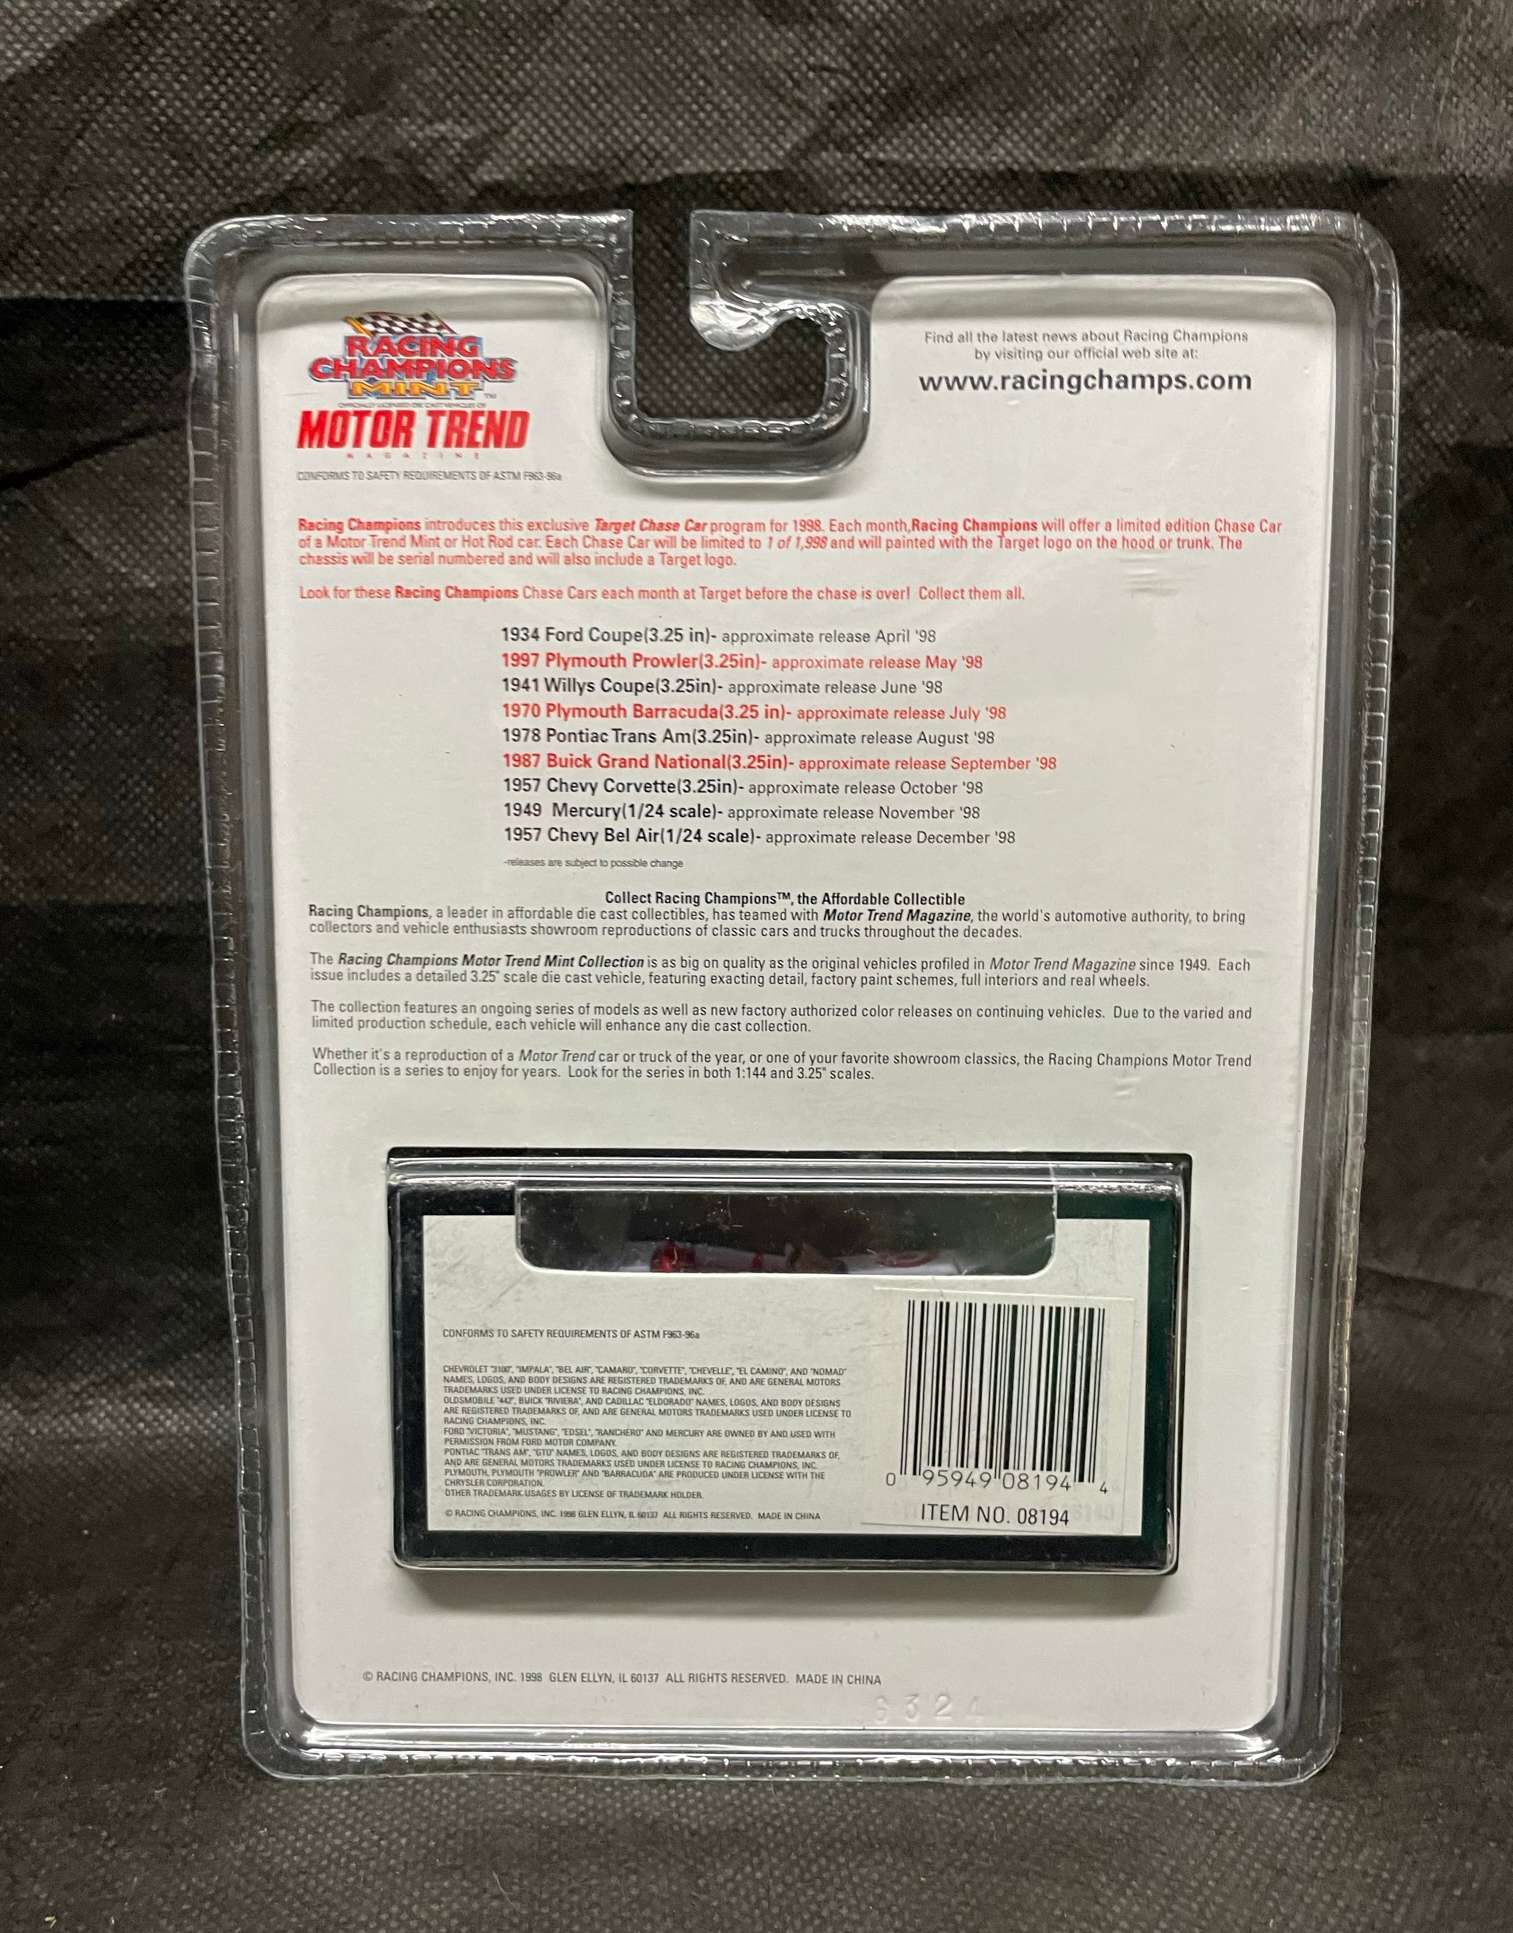 RACING
CHAMPIONS
MINT™
OFFICIALLY LICENSED DIE CAST VEHICLES OF
MOTOR TREND
MAGAZINE
CONFORMS TO SAFETY REQUIREMENTS OF ASTM F963-96a
Find all the latest news about Racing Champions
by visiting our official web site at:
www.racingchamps.com
Racing Champions introduces this exclusive Target Chase Car program for 1998. Each month, Racing Champions will offer a limited edition Chase Car
of a Motor Trend Mint or Hot Rod car. Each Chase Car will be limited to 1 of 1,998 and will painted with the Target logo on the hood or trunk. The
chassis will be serial numbered and will also include a Target logo.
Look for these Racing Champions Chase Cars each month at Target before the chase is over! Collect them all.
1934 Ford Coupe(3.25 in)- approximate release April '98
1997 Plymouth Prowler(3.25in)- approximate release May '98
1941 Willys Coupe(3.25in)- approximate release June '98
1970 Plymouth Barracuda(3.25 in)- approximate release July '98
1978 Pontiac Trans Am(3.25in)- approximate release August '98
1987 Buick Grand National(3.25in)- approximate release September '98
1957 Chevy Corvette(3.25in)- approximate release October '98
1949 Mercury(1/24 scale)- approximate release November '98
1957 Chevy Bel Air(1/24 scale)- approximate release December '98
-releases are subject to possible change
Collect Racing Champions™, the Affordable Collectible
Racing Champions, a leader in affordable die cast collectibles, has teamed with Motor Trend Magazine, the world's automotive authority, to bring
collectors and vehicle enthusiasts showroom reproductions of classic cars and trucks throughout the decades.
The Racing Champions Motor Trend Mint Collection is as big on quality as the original vehicles profiled in Motor Trend Magazine since 1949. Each
issue includes a detailed 3.25" scale die cast vehicle, featuring exacting detail, factory paint schemes, full interiors and real wheels.
The collection features an ongoing series of models as well as new factory authorized color releases on continuing vehicles. Due to the varied and
limited production schedule, each vehicle will enhance any die cast collection.
Whether it's a reproduction of a Motor Trend car or truck of the year, or one of your favorite showroom classics, the Racing Champions Motor Trend
Collection is a series to enjoy for years. Look for the series in both 1:144 and 3.25" scales.
CONFORMS TO SAFETY REQUIREMENTS OF ASTM F963-96a
CHEVROLET "3100", "IMPALA", "BEL AIR", "CAMARO", "CORVETTE", "CHEVELLE", "EL CAMINO", AND "NOMAD"
NAMES, LOGOS, AND BODY DESIGNS ARE REGISTERED TRADEMARKS OF, AND ARE GENERAL MOTORS
TRADEMARKS USED UNDER LICENSE TO RACING CHAMPIONS, INC.
OLDSMOBILE "442", BUICK "RIVIERA", AND CADILLAC "ELDORADO" NAMES, LOGOS, AND BODY DESIGNS
ARE REGISTERED TRADEMARKS OF, AND ARE GENERAL MOTORS TRADEMARKS USED UNDER LICENSE TO
RACING CHAMPIONS, INC.
FORD "VICTORIA", "MUSTANG", "EDSEL", "RANCHERO" AND MERCURY ARE OWNED BY AND USED WITH
PERMISSION FROM FORD MOTOR COMPANY.
PONTIAC "TRANS AM", "GTO" NAMES, LOGOS, AND BODY DESIGNS ARE REGISTERED TRADEMARKS OF,
AND ARE GENERAL MOTORS TRADEMARKS USED UNDER LICENSE TO RACING CHAMPIONS, INC.
PLYMOUTH, PLYMOUTH "PROWLER" AND "BARRACUDA" ARE PRODUCED UNDER LICENSE WITH THE
CHRYSLER CORPORATION.
OTHER TRADEMARK USAGES BY LICENSE OF TRADEMARK HOLDER.
© RACING CHAMPIONS, INC. 1998 GLEN ELLYN, IL 60137 ALL RIGHTS RESERVED. MADE IN CHINA
0 95949 08194 4
ITEM NO. 08194
© RACING CHAMPIONS, INC. 1998 GLEN ELLYN, IL 60137 ALL RIGHTS RESERVED. MADE IN CHINA
6324